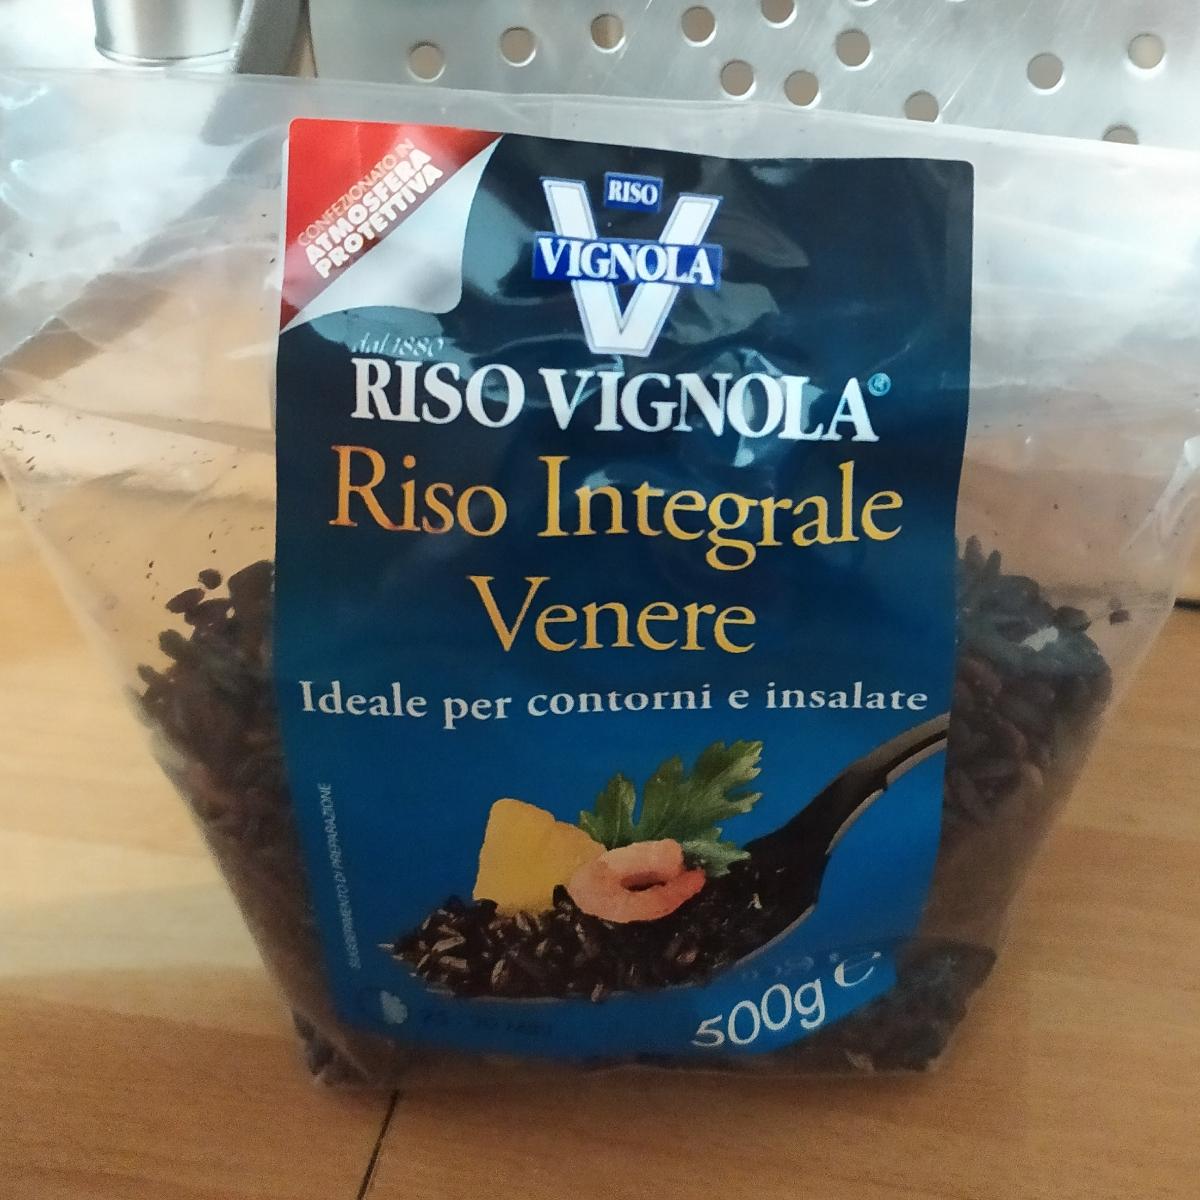 CONFEZIONATO IN
ATMOSFERA
PROTETTIVA
RISO
VIGNOLA
dal 1880
RISO VIGNOLA®
Riso Integrale
Venere
Ideale per contorni e insalate
SUGGERIMENTO DI PREPARAZIONE
500g e